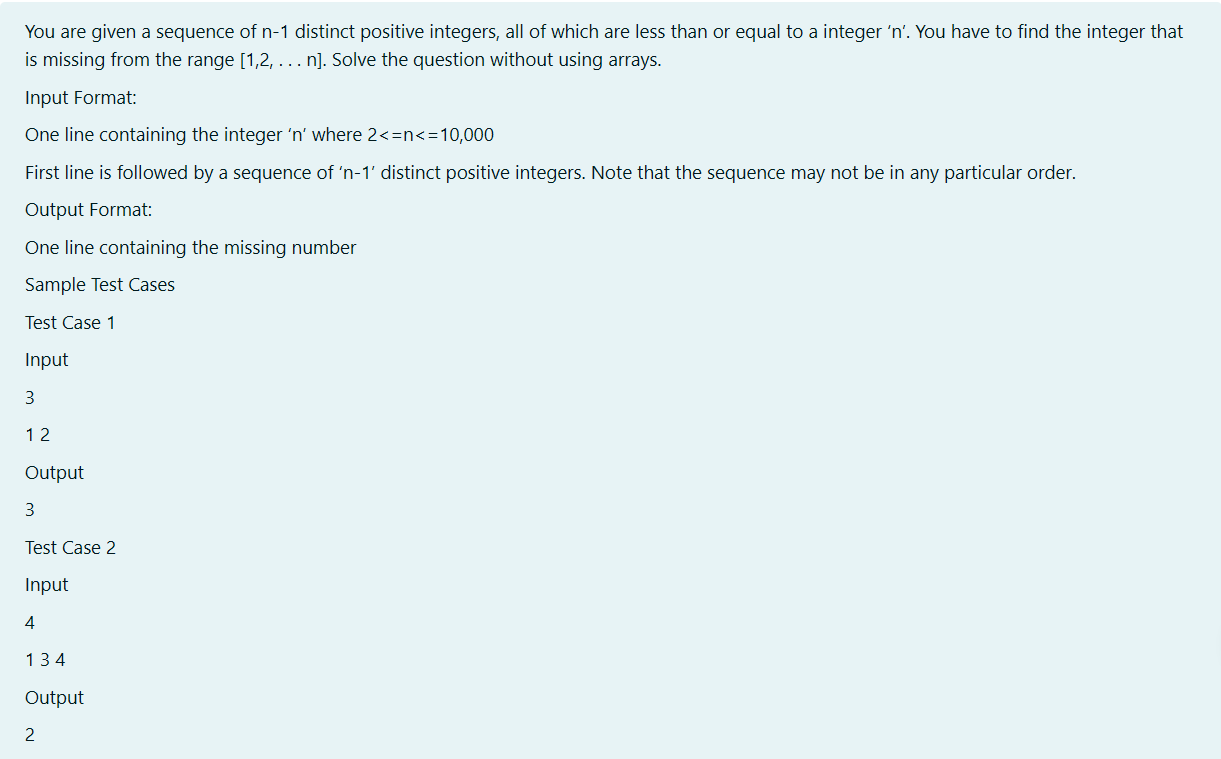 You are given a sequence of n-1 distinct positive integers, all of which are less than or equal to a integer ‘n’. You have to find the integer that
is missing from the range [1,2, . . . n]. Solve the question without using arrays.
Input Format:
One line containing the integer ‘n’ where 2<=n<=10,000
First line is followed by a sequence of ‘n-1’ distinct positive integers. Note that the sequence may not be in any particular order.
Output Format:
One line containing the missing number
Sample Test Cases
Test Case 1
Input
3
1 2
Output
3
Test Case 2
Input
4
1 3 4
Output
2